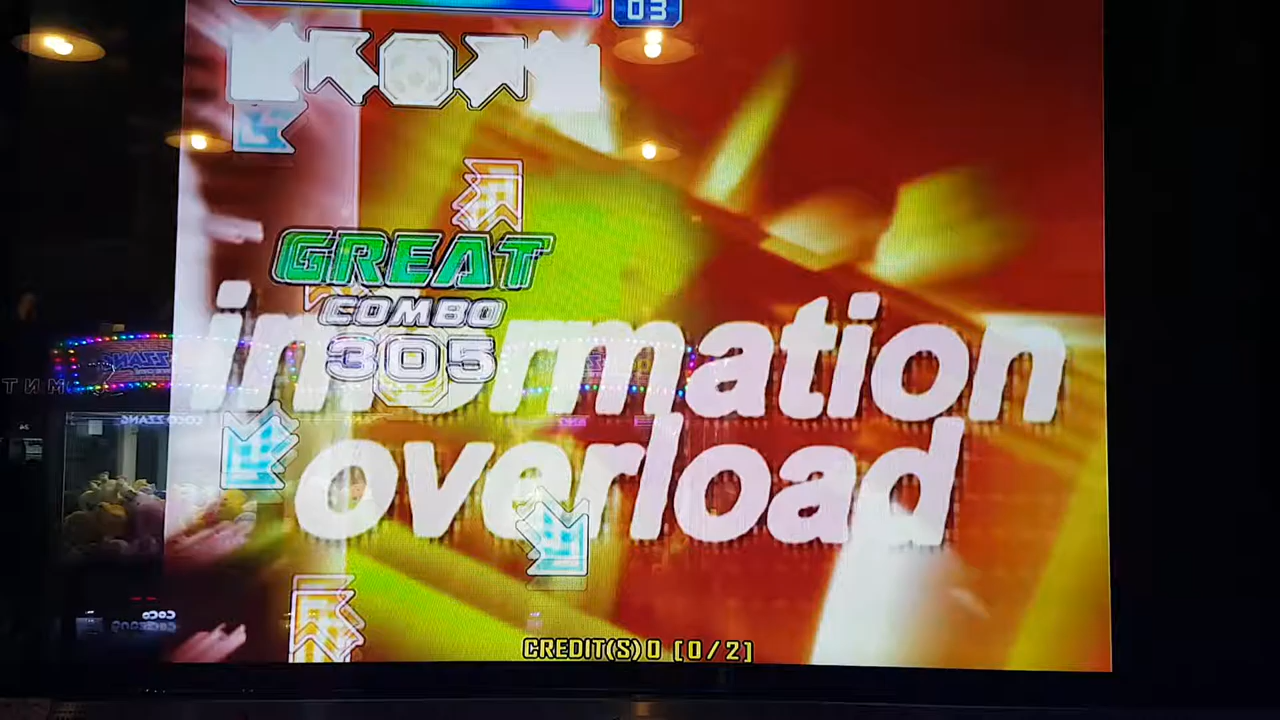 03
GREAT
COMBO
305
information
overload
CREDIT(S) 0 [0/2]